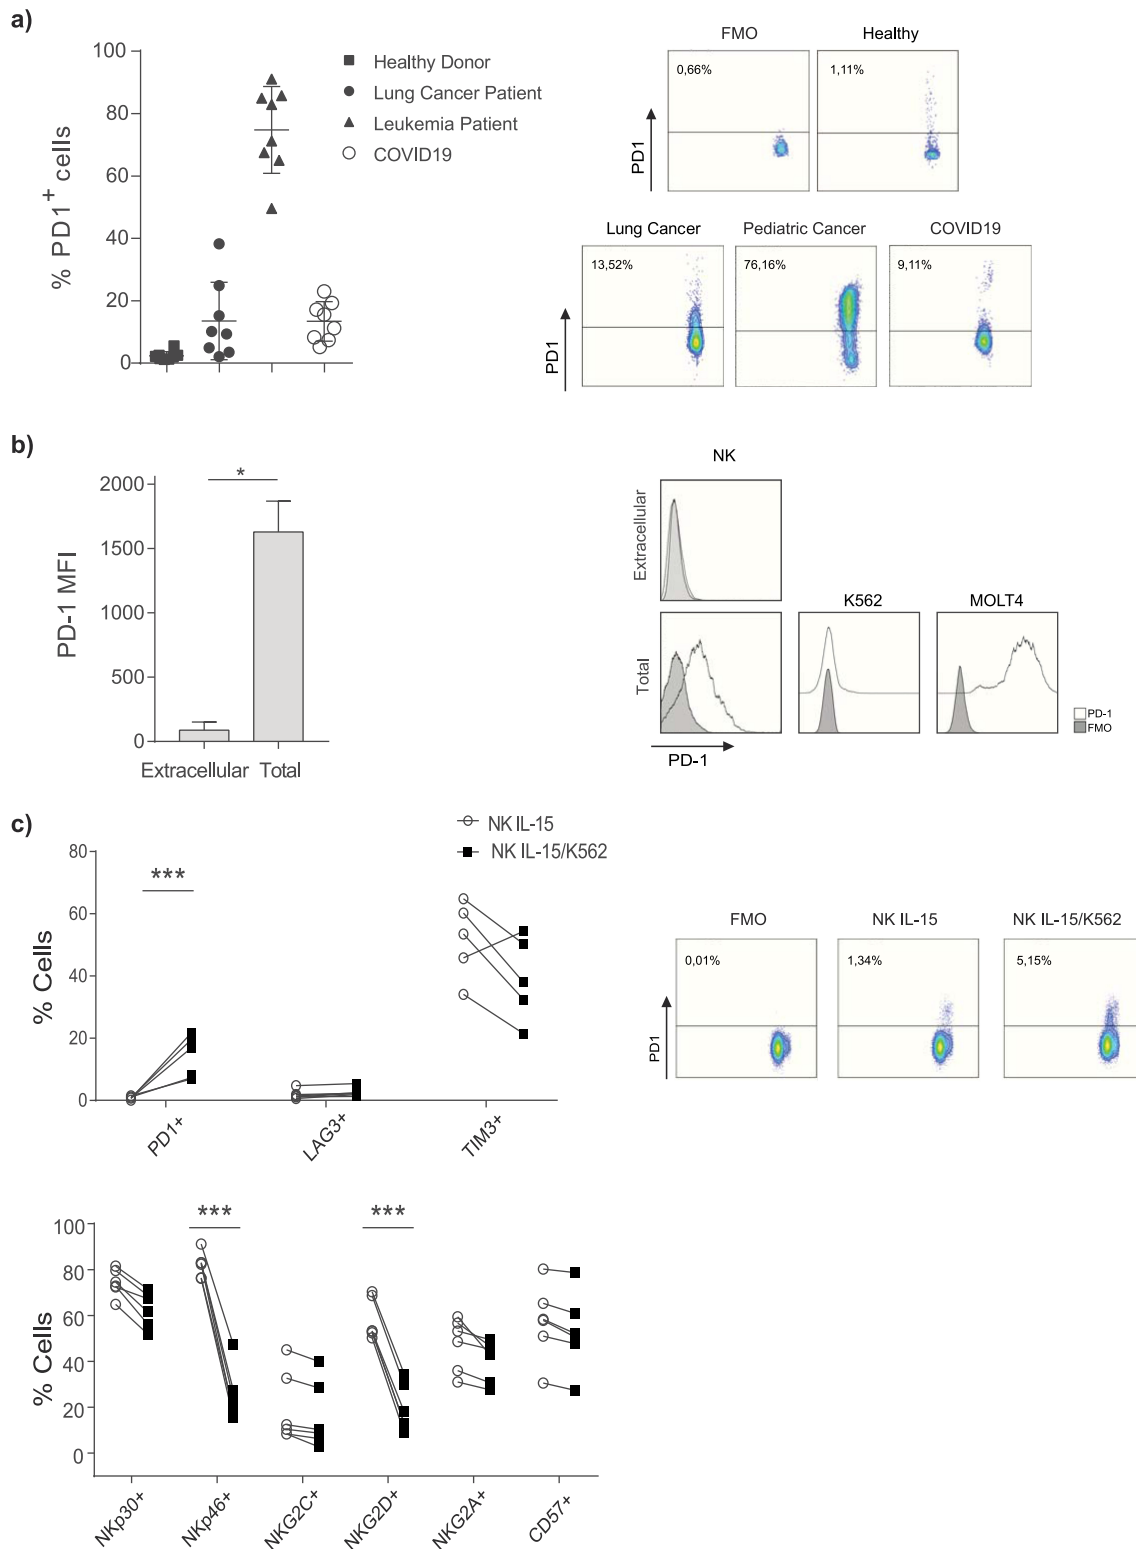 a)
100
80
60
40
20
0
% PD1+ cells
Healthy Donor
Lung Cancer Patient
Leukemia Patient
COVID19
FMO
Healthy
0,66%
1,11%
PD1
Lung Cancer
Pediatric Cancer
COVID19
13,52%
76,16%
9,11%
PD1
b)
2000
1500
1000
500
0
PD-1 MFI
*
Extracellular
Total
NK
Extracellular
K562
MOLT4
Total
PD-1
PD-1
FMO
c)
NK IL-15
NK IL-15/K562
80
60
40
20
0
% Cells
***
PD1+
LAG3+
TIM3+
FMO
NK IL-15
NK IL-15/K562
0,01%
1,34%
5,15%
PD1
100
80
60
40
20
0
% Cells
***
***
NKp30+
NKp46+
NKG2C+
NKG2D+
NKG2A+
CD57+